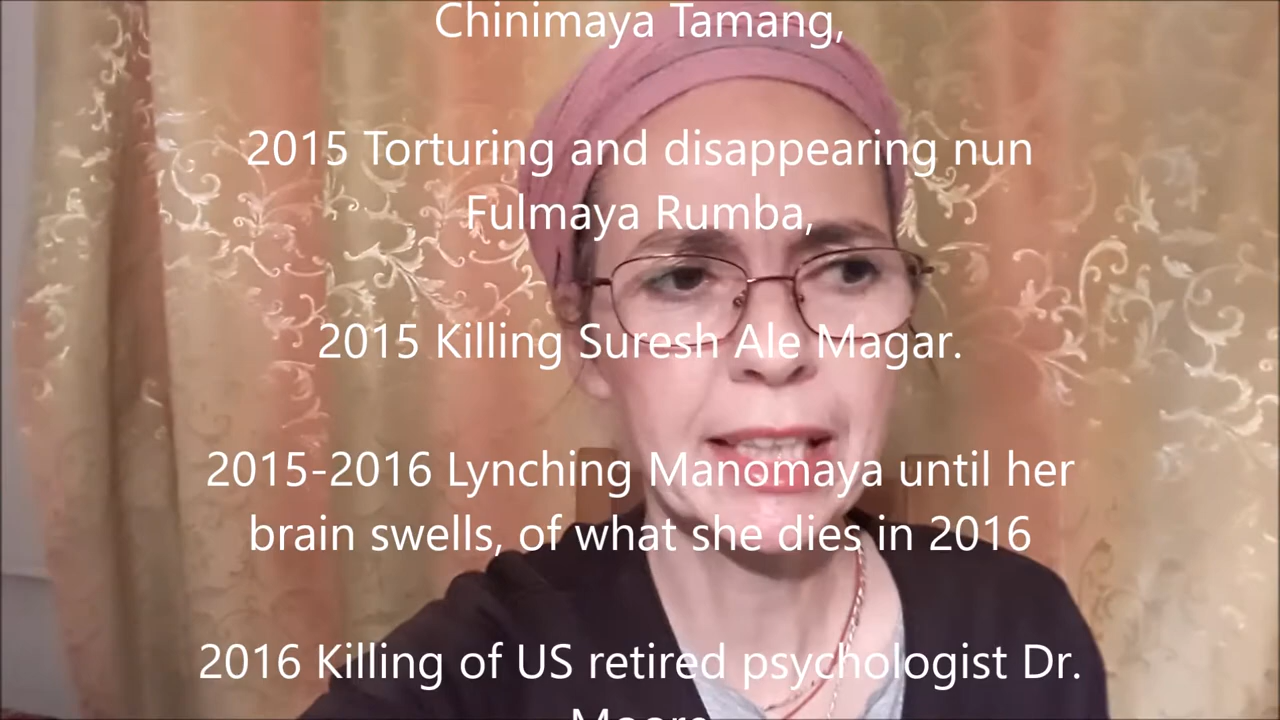 Chinimaya Tamang,
2015 Torturing and disappearing nun
Fulmaya Rumba,
2015 Killing Suresh Ale Magar.
2015-2016 Lynching Manomaya until her
brain swells, of what she dies in 2016
2016 Killing of US retired psychologist Dr.